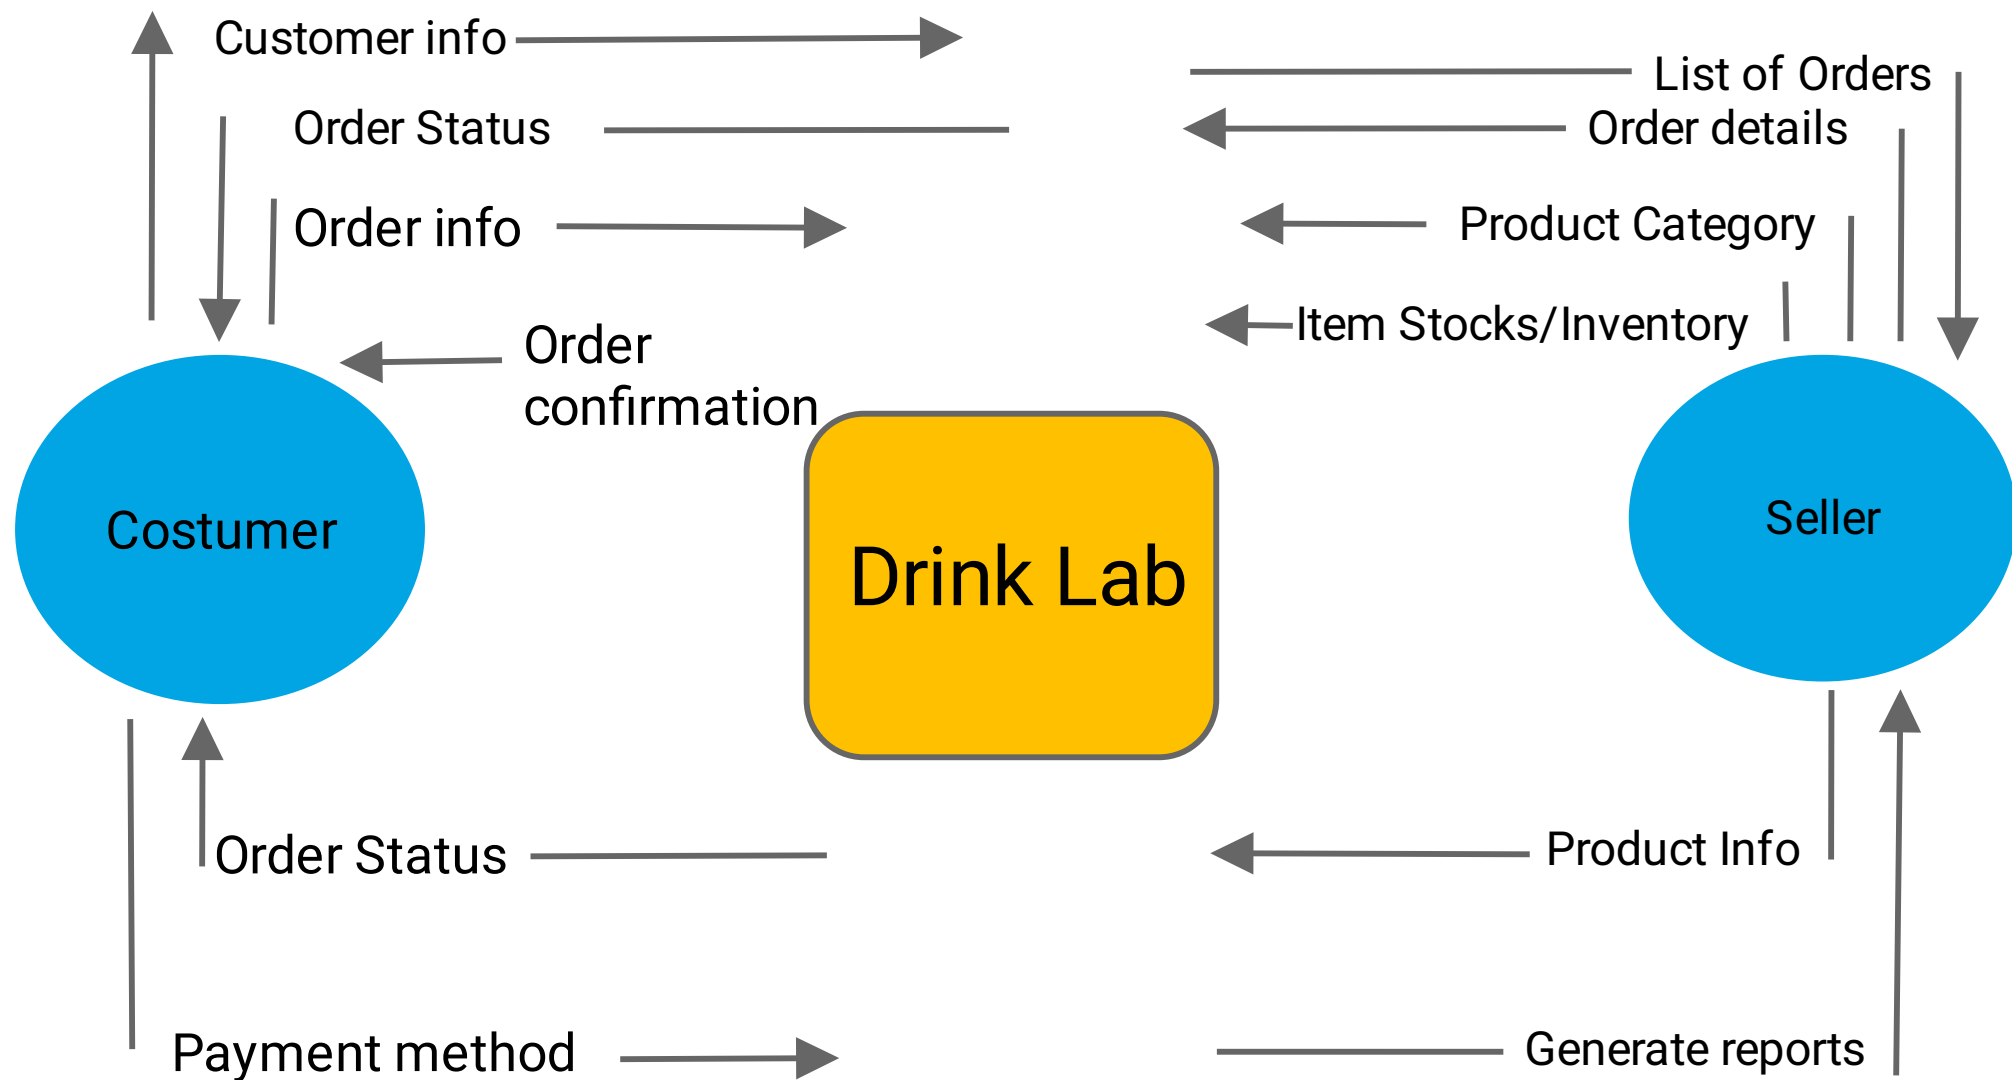 Customer info
List of Orders
Order Status
Order details
Order info
Product Category
Item Stocks/Inventory
Order
confirmation
Costumer
Drink Lab
Seller
Order Status
Product Info
Payment method
Generate reports